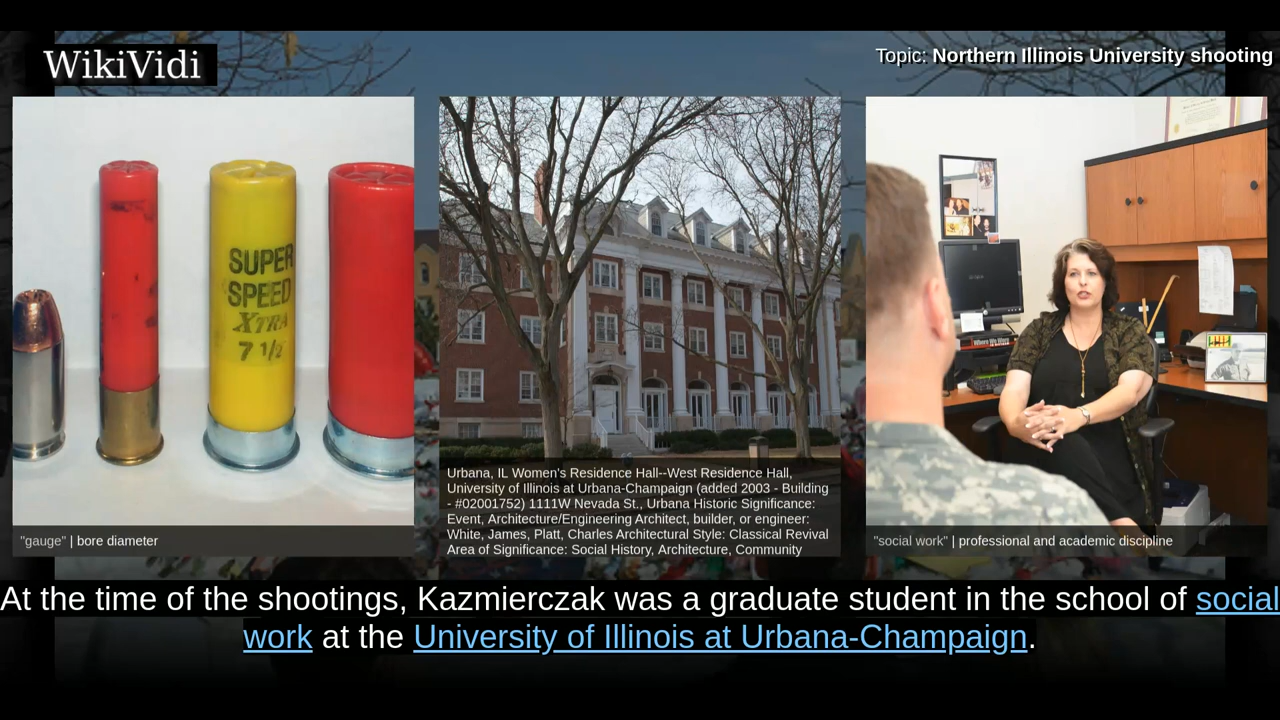 WikiVidi
Topic: Northern Illinois University shooting
SUPER
SPEED
XTRA
7 1/2
"gauge" | bore diameter
Urbana, IL Women's Residence Hall--West Residence Hall,
University of Illinois at Urbana-Champaign (added 2003 - Building
- #02001752) 1111W Nevada St., Urbana Historic Significance:
Event, Architecture/Engineering Architect, builder, or engineer:
White, James, Platt, Charles Architectural Style: Classical Revival
Area of Significance: Social History, Architecture, Community
Where We Work
"social work" | professional and academic discipline
At the time of the shootings, Kazmierczak was a graduate student in the school of social
work at the University of Illinois at Urbana-Champaign.